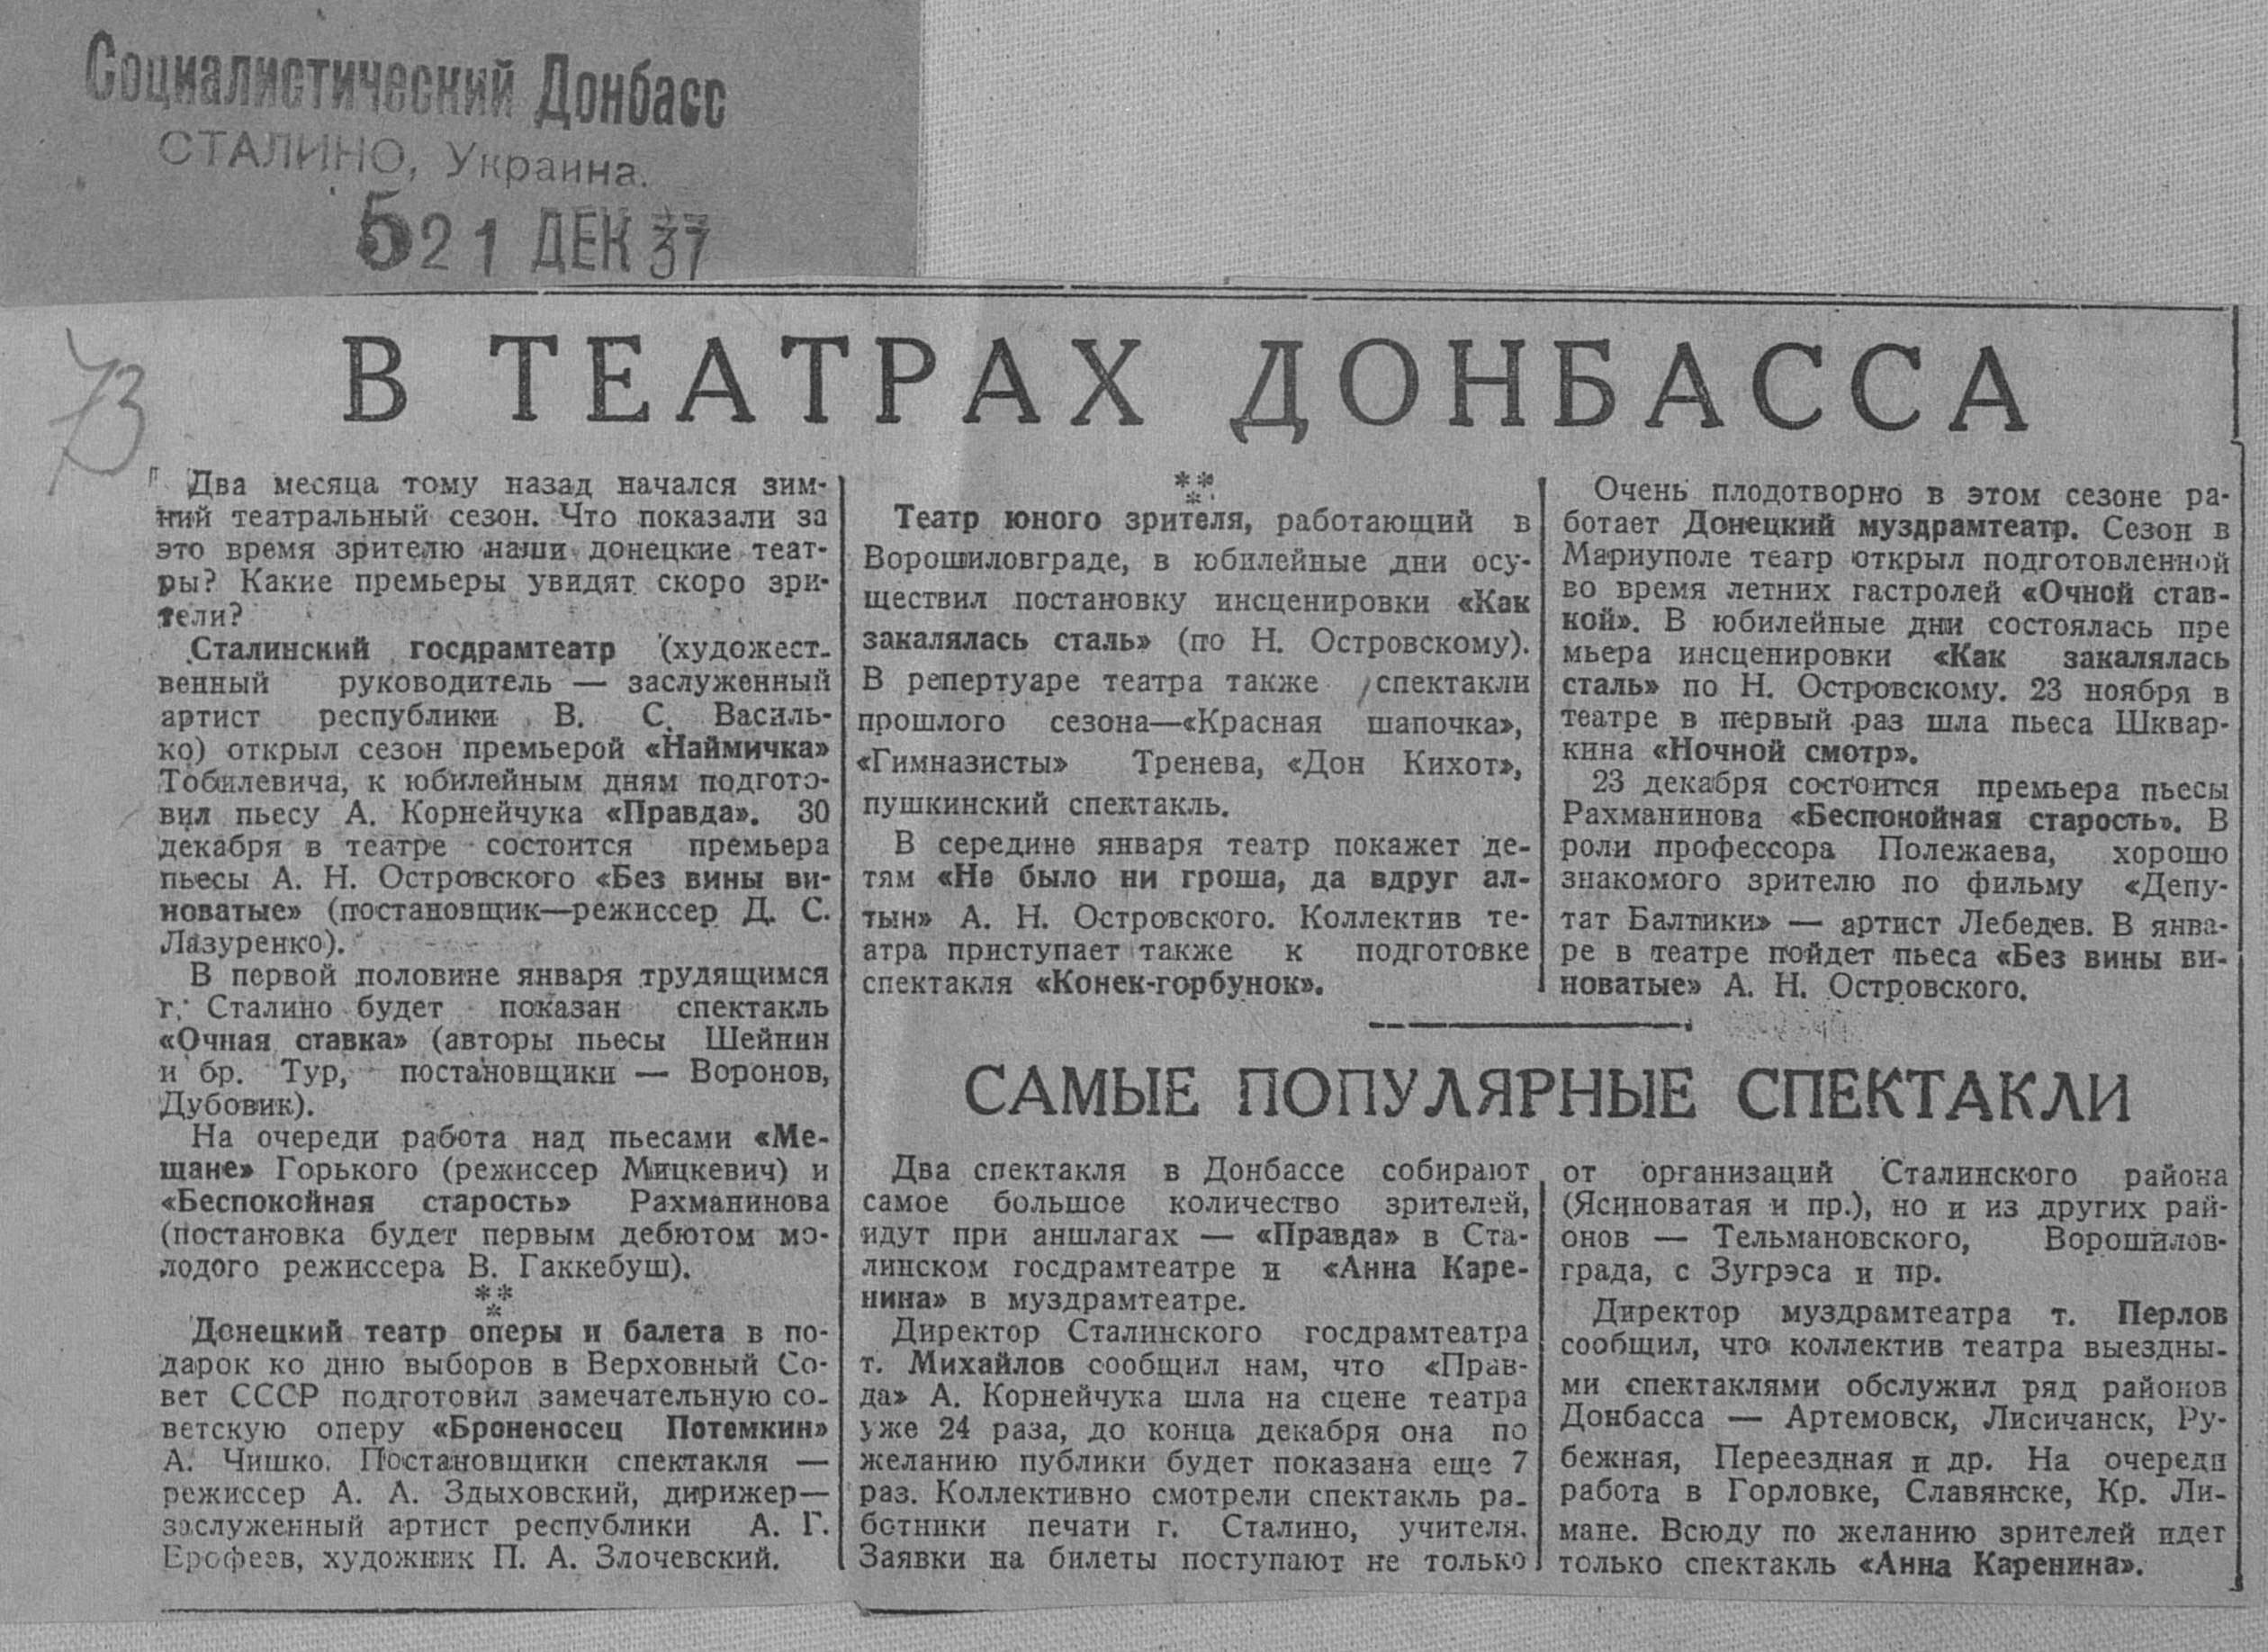 Социалистический Донбасс
СТАЛИНО, Украина.
5 21 ДЕК 37
73
В ТЕАТРАХ ДОНБАССА
Два месяца тому назад начался зим-
ний театральный сезон. Что показали за
это время зрителю наши донецкие теат-
ры? Какие премьеры увидят скоро зри-
тели?
Сталинский госдрамтеатр (художест-
венный руководитель — заслуженный
артист республики В. С. Василь-
ко) открыл сезон премьерой «Наймичка»
Тобилевича, к юбилейным дням подгото-
вил пьесу А. Корнейчука «Правда». 30
декабря в театре состоится премьера
пьесы А. Н. Островского «Без вины ви-
новатые» (постановщик—режиссер Д. С.
Лазуренко).
В первой половине января трудящимся
г. Сталино будет показан спектакль
«Очная ставка» (авторы пьесы Шейнин
и бр. Тур, постановщики — Воронов,
Дубовик).
На очереди работа над пьесами «Ме-
щане» Горького (режиссер Мицкевич) и
«Беспокойная старость» Рахманинова
(постановка будет первым дебютом мо-
лодого режиссера В. Гаккебуш).
***
Донецкий театр оперы и балета в по-
дарок ко дню выборов в Верховный Со-
вет СССР подготовил замечательную со-
ветскую оперу «Броненосец Потемкин»
А. Чишко. Постановщики спектакля —
режиссер А. А. Здыховский, дирижер—
заслуженный артист республики А. Г.
Ерофеев, художник П. А. Злочевский.
***
Театр юного зрителя, работающий в
Ворошиловграде, в юбилейные дни осу-
ществил постановку инсценировки «Как
закалялась сталь» (по Н. Островскому).
В репертуаре театра также спектакли
прошлого сезона—«Красная шапочка»,
«Гимназисты» Тренева, «Дон Кихот»,
пушкинский спектакль.
В середине января театр покажет де-
тям «Не было ни гроша, да вдруг ал-
тын» А. Н. Островского. Коллектив те-
атра приступает также к подготовке
спектакля «Конек-горбунок».
Очень плодотворно в этом сезоне ра-
ботает Донецкий муздрамтеатр. Сезон в
Мариуполе театр открыл подготовленной
во время летних гастролей «Очной став-
кой». В юбилейные дни состоялась пре
мьера инсценировки «Как закалялась
сталь» по Н. Островскому. 23 ноября в
театре в первый раз шла пьеса Шквар-
кина «Ночной смотр».
23 декабря состоится премьера пьесы
Рахманинова «Беспокойная старость». В
роли профессора Полежаева, хорошо
знакомого зрителю по фильму «Депу-
тат Балтики» — артист Лебедев. В янва-
ре в театре пойдет пьеса «Без вины ви-
новатые» А. Н. Островского.
САМЫЕ ПОПУЛЯРНЫЕ СПЕКТАКЛИ
Два спектакля в Донбассе собирают
самое большое количество зрителей,
идут при аншлагах — «Правда» в Ста-
линском госдрамтеатре и «Анна Каре-
нина» в муздрамтеатре.
Директор Сталинского госдрамтеатра
т. Михайлов сообщил нам, что «Прав-
да» А. Корнейчука шла на сцене театра
уже 24 раза, до конца декабря она по
желанию публики будет показана еще 7
раз. Коллективно смотрели спектакль ра-
ботники печати г. Сталино, учителя.
Заявки на билеты поступают не только
от организаций Сталинского района
(Ясиноватая и пр.), но и из других рай-
онов — Тельмановского, Ворошилов-
града, с Зугрэса и пр.
Директор муздрамтеатра т. Перлов
сообщил, что коллектив театра выездны-
ми спектаклями обслужил ряд районов
Донбасса — Артемовск, Лисичанск, Ру-
бежная, Переездная и др. На очереди
работа в Горловке, Славянске, Кр. Ли-
мане. Всюду по желанию зрителей идет
только спектакль «Анна Каренина».